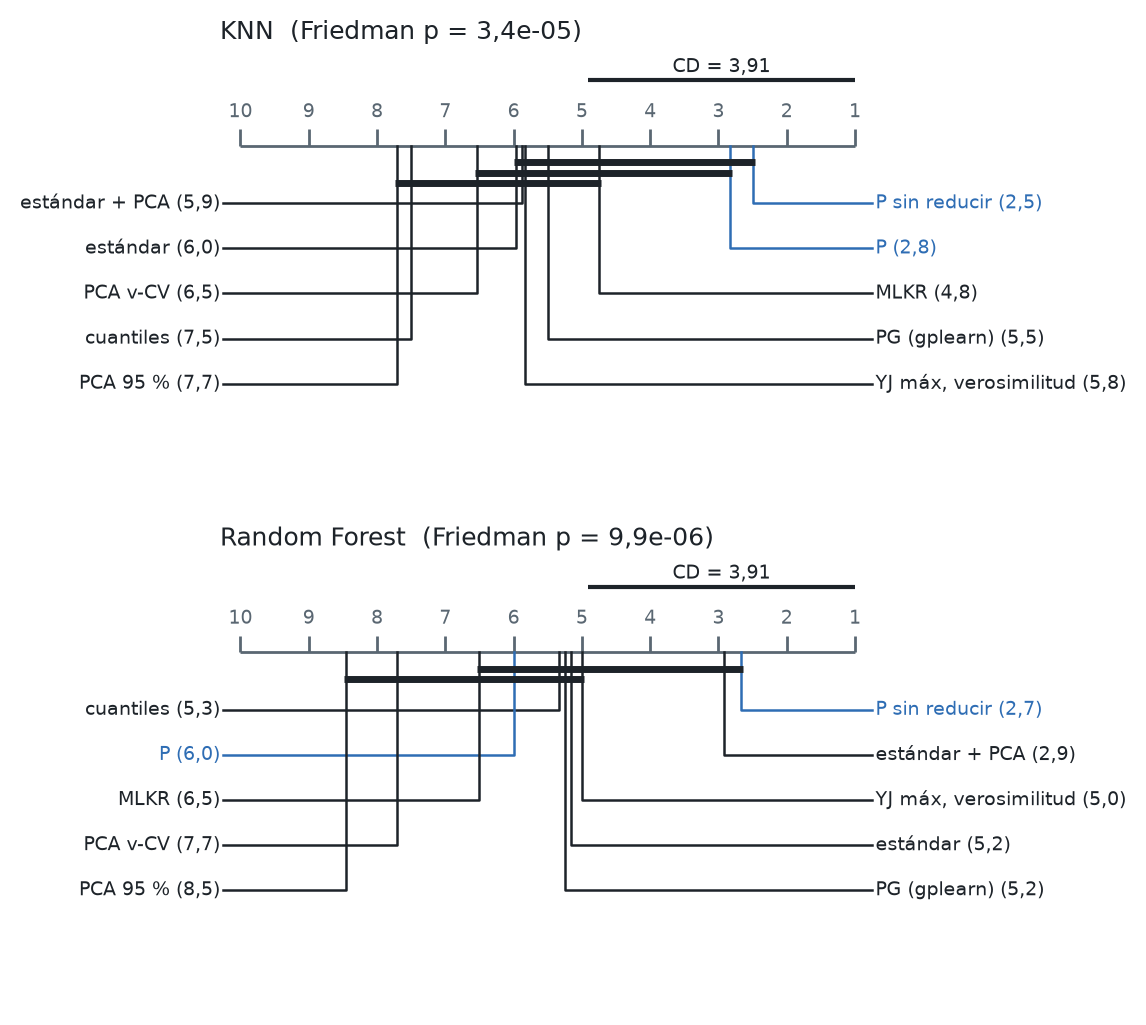 KNN  (Friedman p = 3,4e-05)
CD = 3,91
10 9 8 7 6 5 4 3 2 1
estándar + PCA (5,9)
P sin reducir (2,5)
estándar (6,0)
P (2,8)
PCA v-CV (6,5)
MLKR (4,8)
cuantiles (7,5)
PG (gplearn) (5,5)
PCA 95 % (7,7)
YJ máx, verosimilitud (5,8)
Random Forest  (Friedman p = 9,9e-06)
CD = 3,91
10 9 8 7 6 5 4 3 2 1
cuantiles (5,3)
P sin reducir (2,7)
P (6,0)
estándar + PCA (2,9)
MLKR (6,5)
YJ máx, verosimilitud (5,0)
PCA v-CV (7,7)
estándar (5,2)
PCA 95 % (8,5)
PG (gplearn) (5,2)